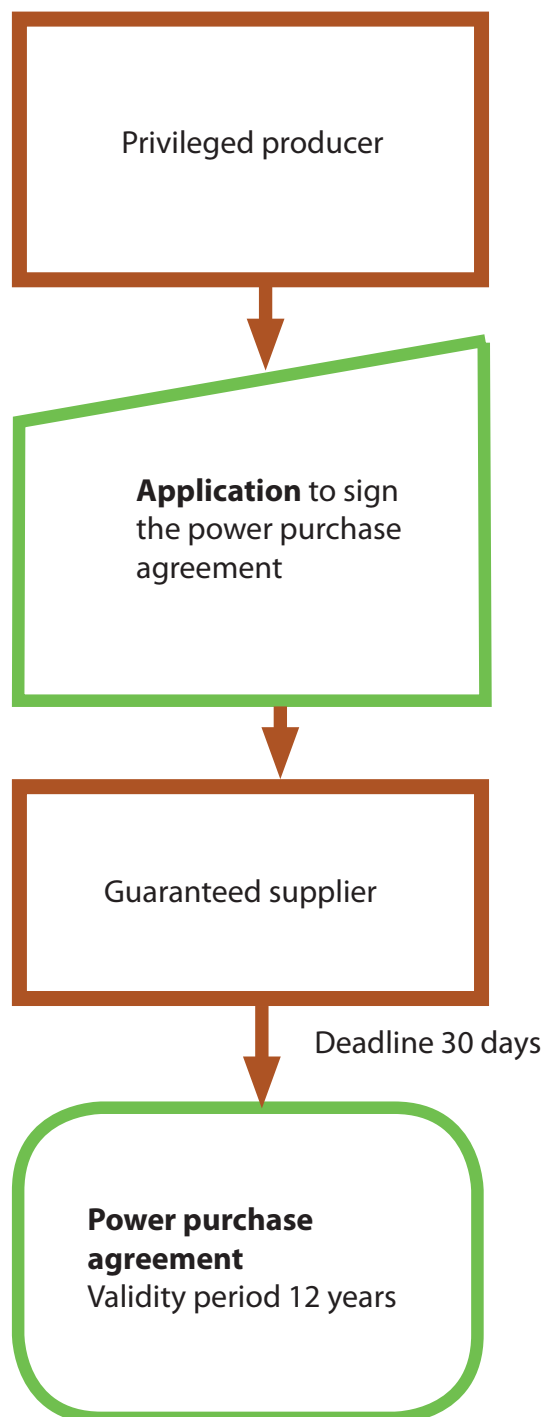 Privileged producer
Application to sign
the power purchase
agreement
Guaranteed supplier
Deadline 30 days
Power purchase
agreement
Validity period 12 years